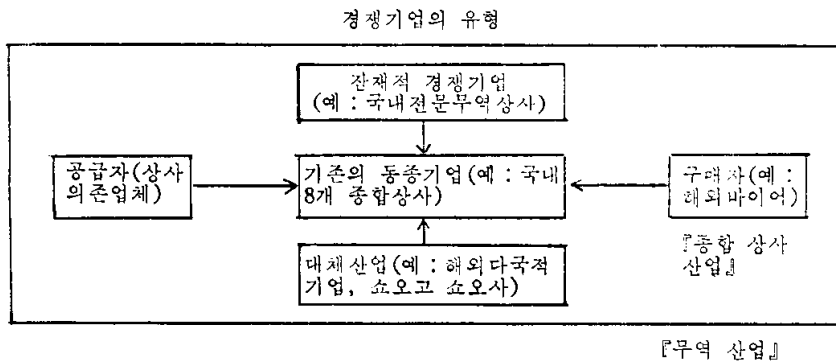 경쟁기업의 유형
잔재적 경쟁기업
(예 : 국내전문무역상사)
공급자(상사
의존업체)
기존의 동종기업(예 : 국내
8개 종합상사)
구매자(예 :
해외바이어)
『종합 상사
산업』
대체산업(예 : 해외다국적
기업, 쇼오고 쇼오사)
『무역 산업』